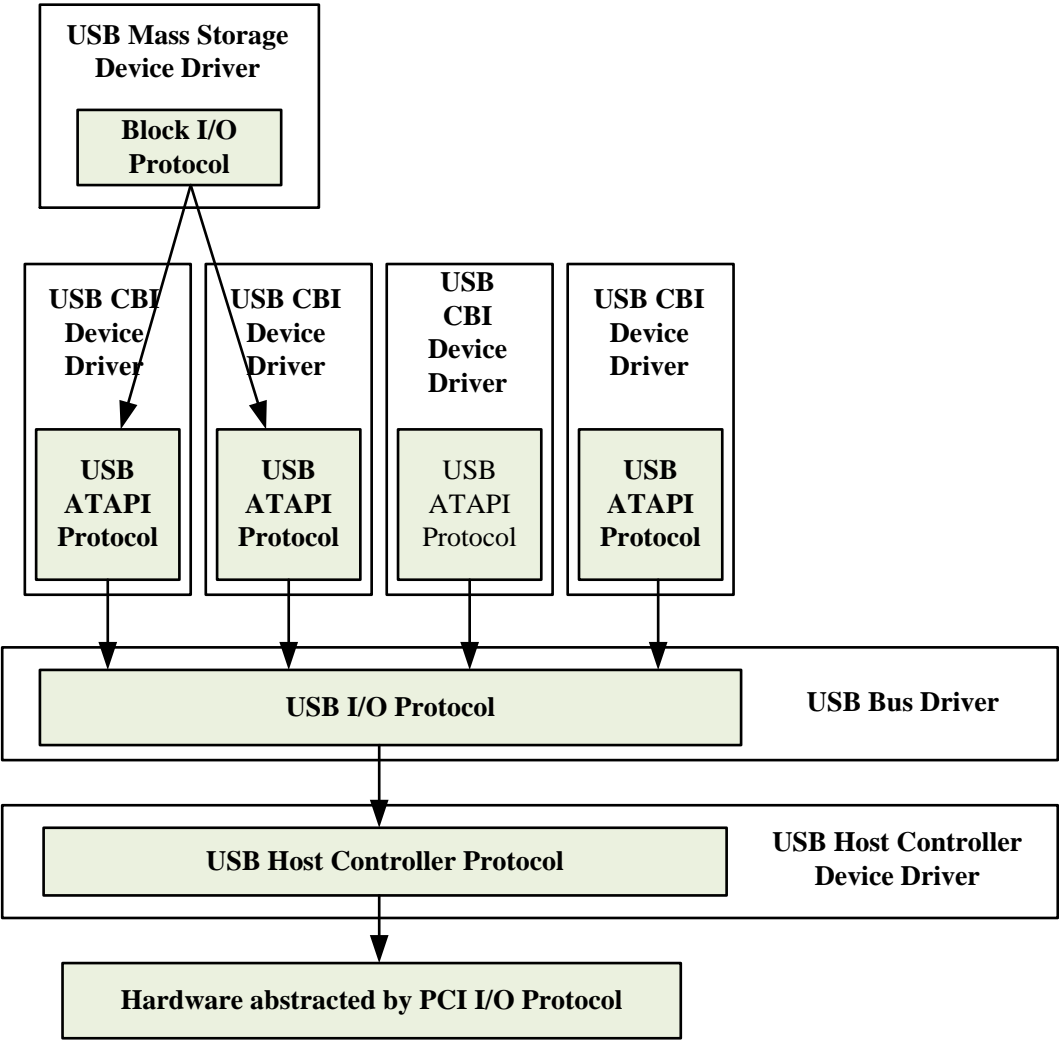 USB Mass Storage
Device Driver
Block I/O
Protocol
USB CBI
Device
Driver
USB
ATAPI
Protocol
USB CBI
Device
Driver
USB
ATAPI
Protocol
USB
CBI
Device
Driver
USB
ATAPI
Protocol
USB CBI
Device
Driver
USB
ATAPI
Protocol
USB I/O Protocol
USB Bus Driver
USB Host Controller Protocol
USB Host Controller
Device Driver
Hardware abstracted by PCI I/O Protocol